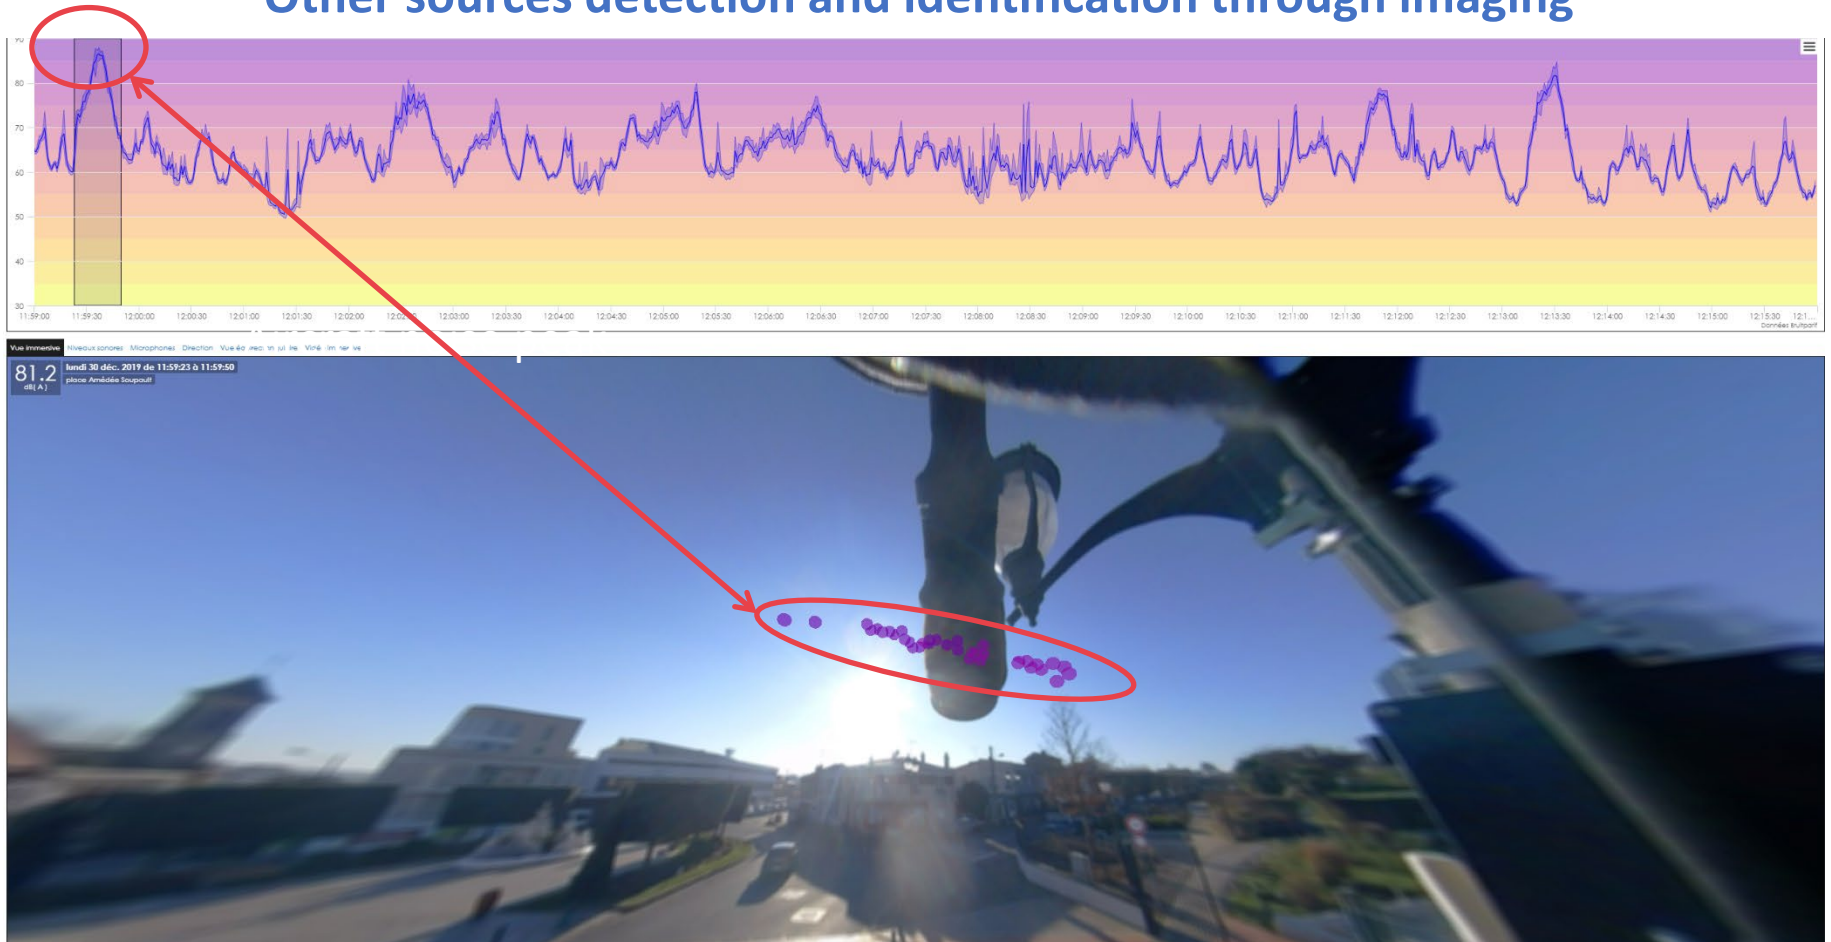 Other sources detection and identification through imaging
90
80
70
60
50
40
30
11:59:00 11:59:30 12:00:00 12:00:30 12:01:00 12:01:30 12:02:00 12:03:00 12:03:30 12:04:00 12:04:30 12:05:00 12:05:30 12:06:00 12:06:30 12:07:00 12:07:30 12:08:00 12:08:30 12:09:00 12:09:30 12:10:00 12:10:30 12:11:00 12:11:30 12:12:00 12:12:30 12:13:00 12:13:30 12:14:00 12:14:30 12:15:00 12:15:30 12:1...
Données Bruitparif
Vue immersive Niveaux sonores Microphones Direction
81.2
dB( A )
lundi 30 déc. 2019 de 11:59:23 à 11:59:50
place Amédée Soupault